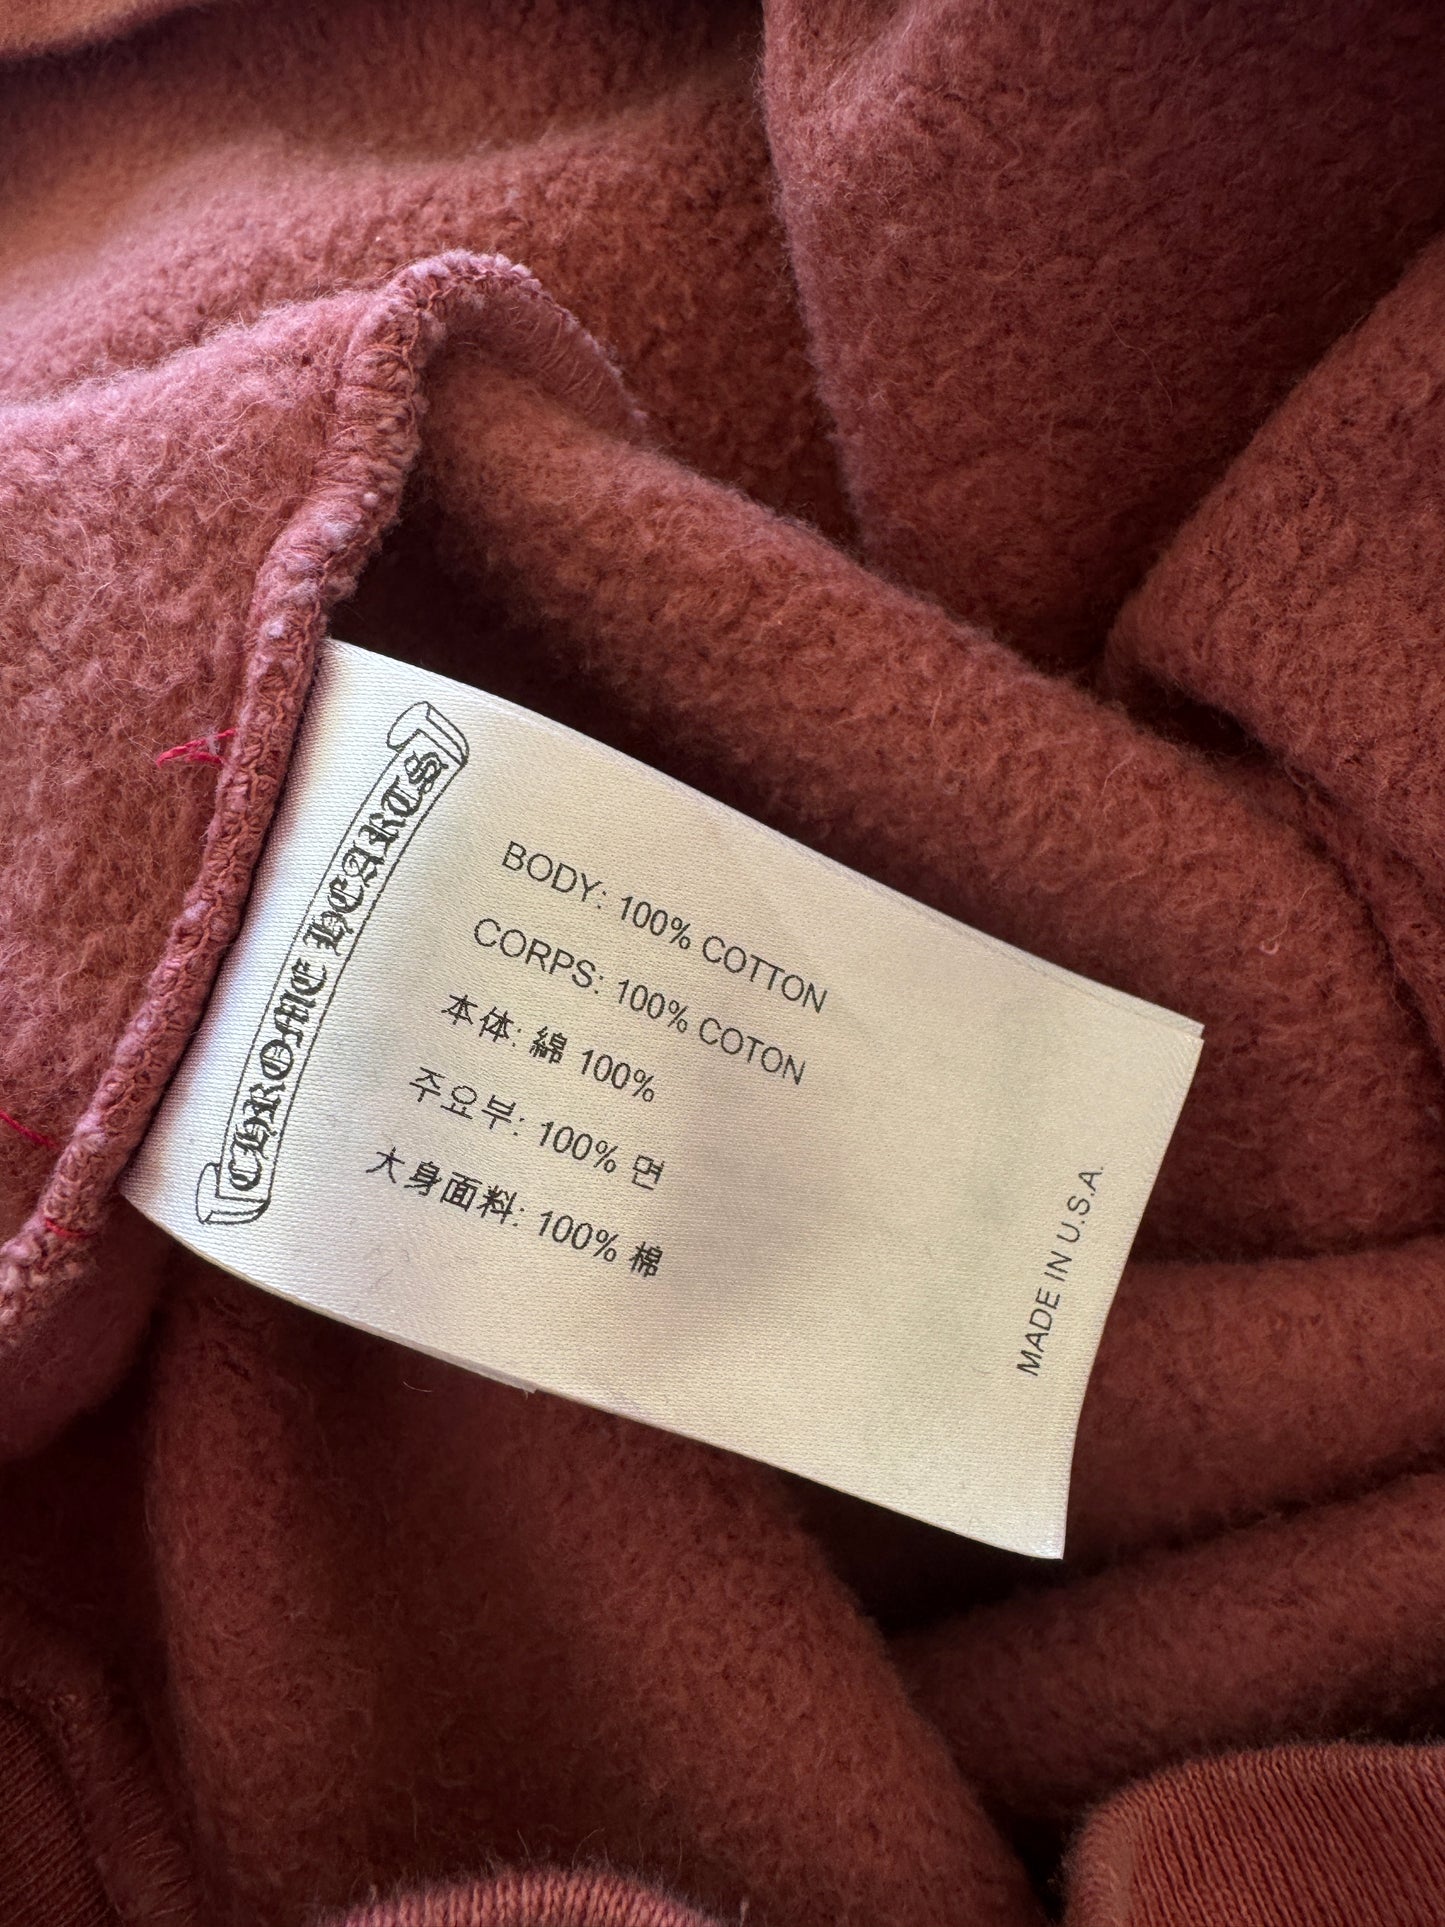 CHROME HEARTS
BODY: 100% COTTON
CORPS: 100% COTON
本体: 綿 100%
주요부: 100% 면
大身面料: 100% 棉
MADE IN U.S.A.